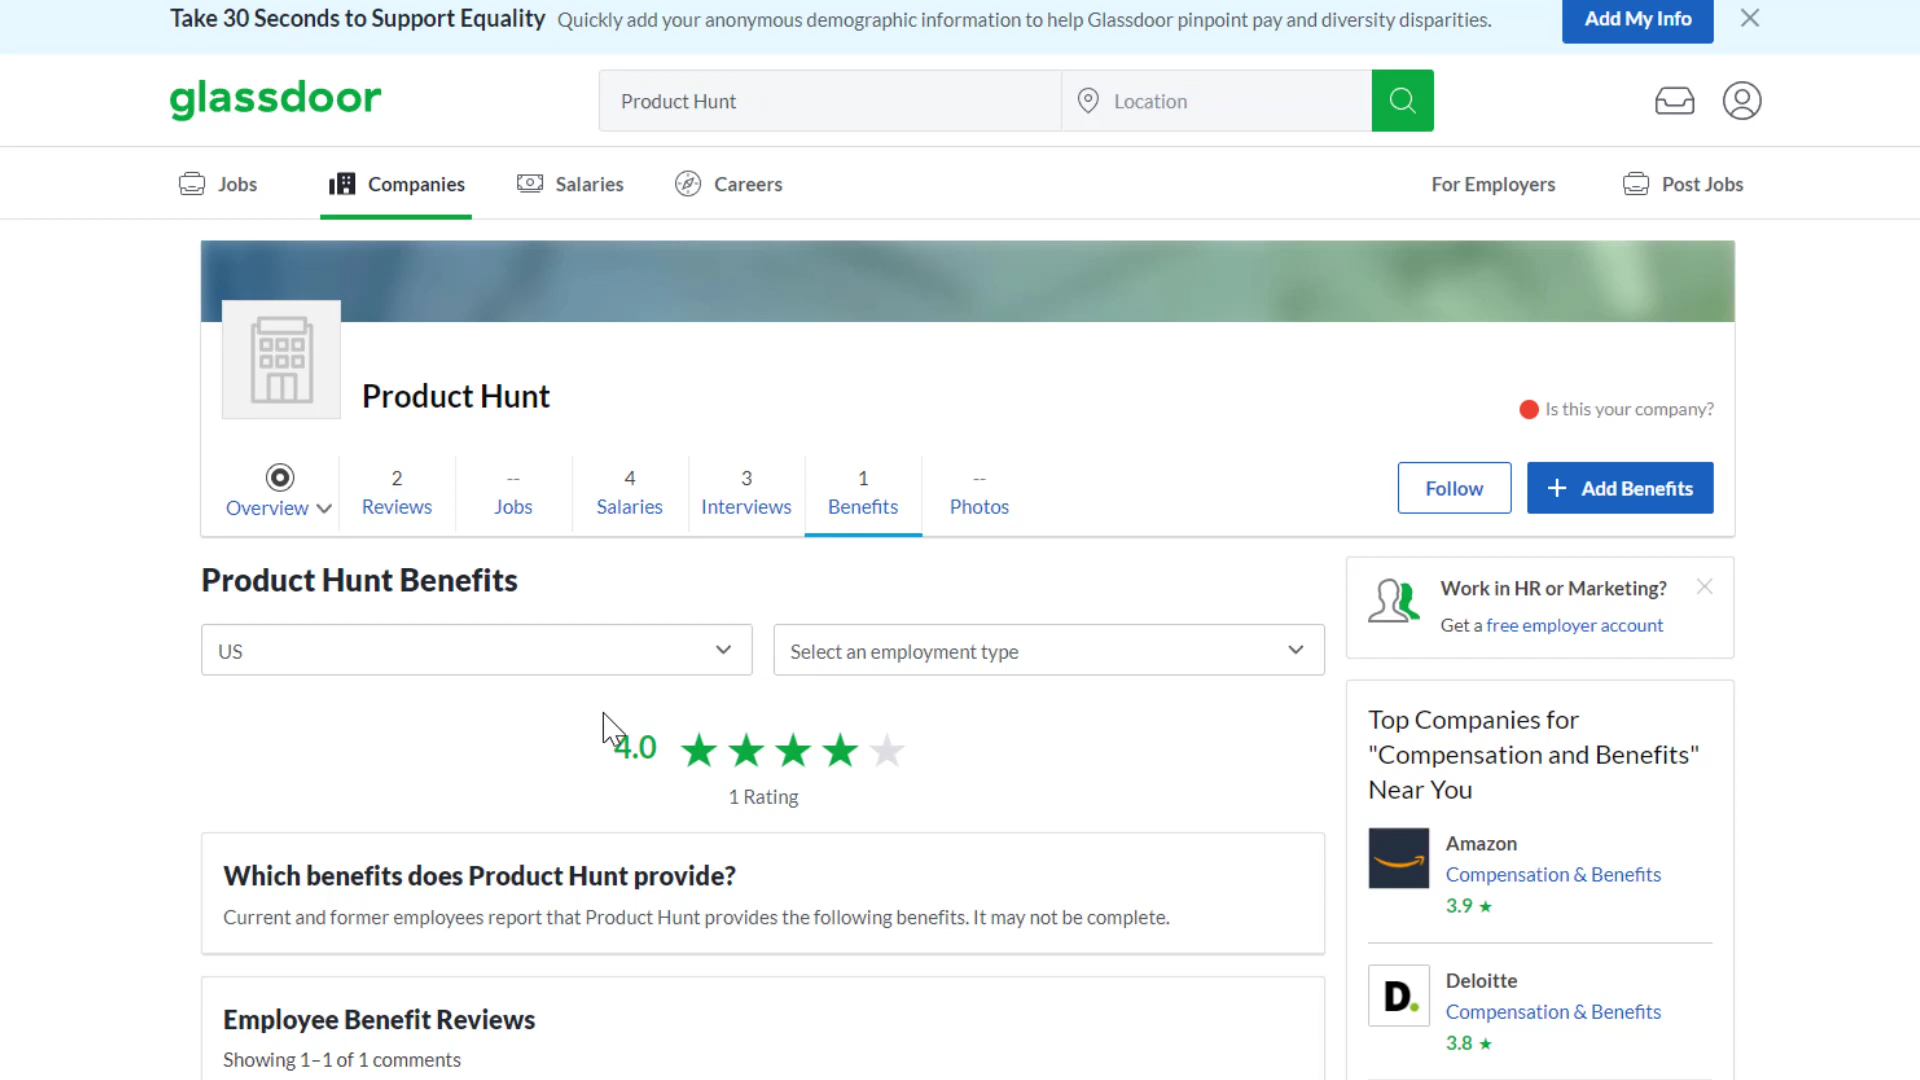 Take 30 Seconds to Support Equality Quickly add your anonymous demographic information to help Glassdoor pinpoint pay and diversity disparities. Add My Info
glassdoor Product Hunt Location
Jobs Companies Salaries Careers For Employers Post Jobs
Product Hunt
Is this your company?
2 -- 4 3 1 --
Overview Reviews Jobs Salaries Interviews Benefits Photos
Follow + Add Benefits
Product Hunt Benefits
US Select an employment type
4.0
1 Rating
Which benefits does Product Hunt provide?
Current and former employees report that Product Hunt provides the following benefits. It may not be complete.
Employee Benefit Reviews
Showing 1–1 of 1 comments
Work in HR or Marketing?
Get a free employer account
Top Companies for
"Compensation and Benefits"
Near You
Amazon
Compensation & Benefits
3.9 ★
D.
Deloitte
Compensation & Benefits
3.8 ★